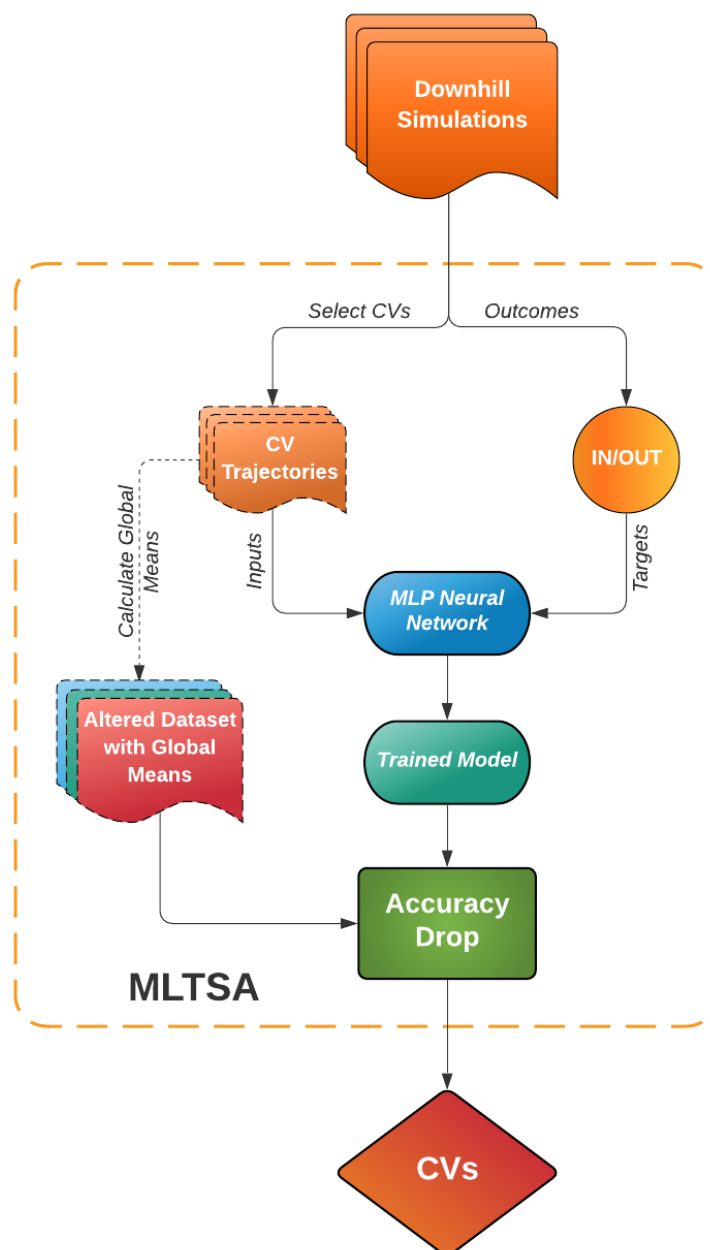 Downhill
Simulations
Select CVs
Outcomes
CV
Trajectories
IN/OUT
Calculate Global
Means
Inputs
Targets
MLP Neural
Network
Altered Dataset
with Global
Means
Trained Model
Accuracy
Drop
MLTSA
CVs